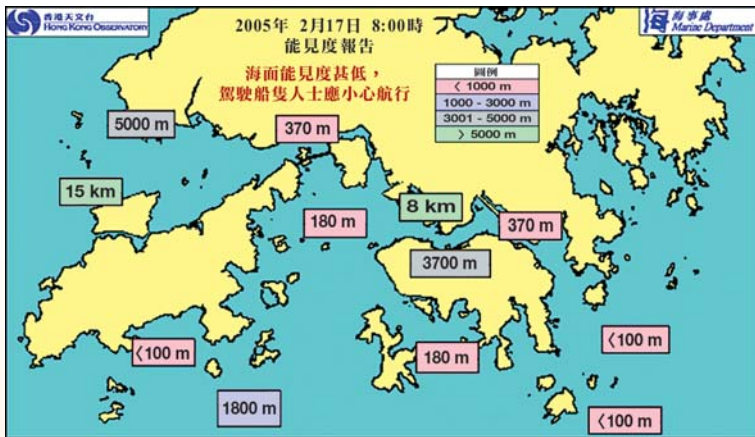 香港天文台
HONG KONG OBSERVATORY
2005年 2月17日 8:00時
能見度報告
海面能見度甚低，
駕駛船隻人士應小心航行
海事處
Marine Department
圖例
〈 1000 m
1000 - 3000 m
3001 - 5000 m
〉 5000 m
5000 m
370 m
15 km
8 km
180 m
370 m
3700 m
〈100 m
180 m
〈100 m
1800 m
〈100 m